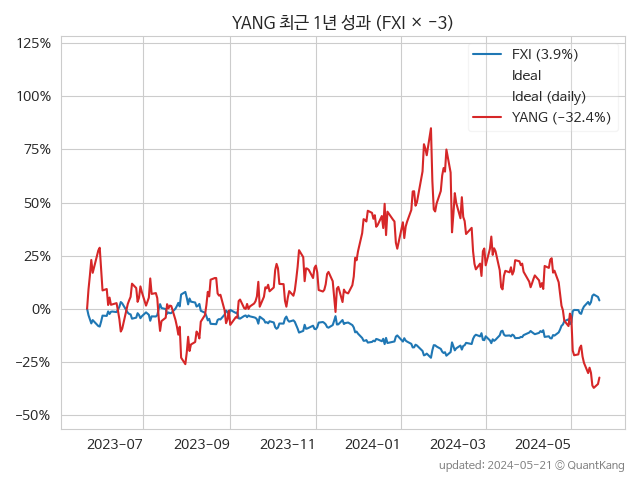 YANG 최근 1년 성과 (FXI × −3)
125%
100%
75%
50%
25%
0%
−25%
−50%
FXI (3.9%)
Ideal
Ideal (daily)
YANG (−32.4%)
2023−07
2023−09
2023−11
2024−01
2024−03
2024−05
updated: 2024−05−21 © QuantKang